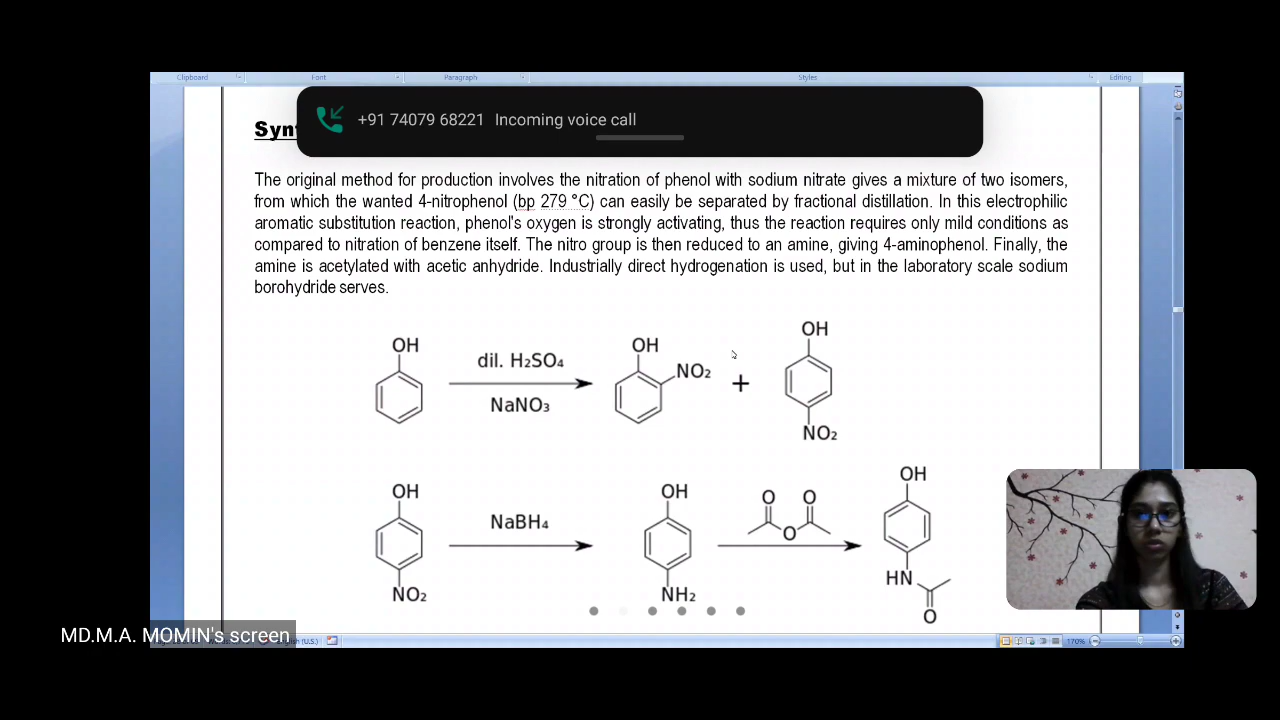 Clipboard Font Paragraph Styles Editing
+91 74079 68221 Incoming voice call
The original method for production involves the nitration of phenol with sodium nitrate gives a mixture of two isomers,
from which the wanted 4-nitrophenol (bp 279 °C) can easily be separated by fractional distillation. In this electrophilic
aromatic substitution reaction, phenol's oxygen is strongly activating, thus the reaction requires only mild conditions as
compared to nitration of benzene itself. The nitro group is then reduced to an amine, giving 4-aminophenol. Finally, the
amine is acetylated with acetic anhydride. Industrially direct hydrogenation is used, but in the laboratory scale sodium
borohydride serves.
OH
dil. H₂SO₄
NaNO₃
OH
NO₂
+
OH
NO₂
OH
NO₂
NaBH₄
OH
NH₂
O O
O
OH
HN
O
MD.M.A. MOMIN's screen
(U.S.)
170%